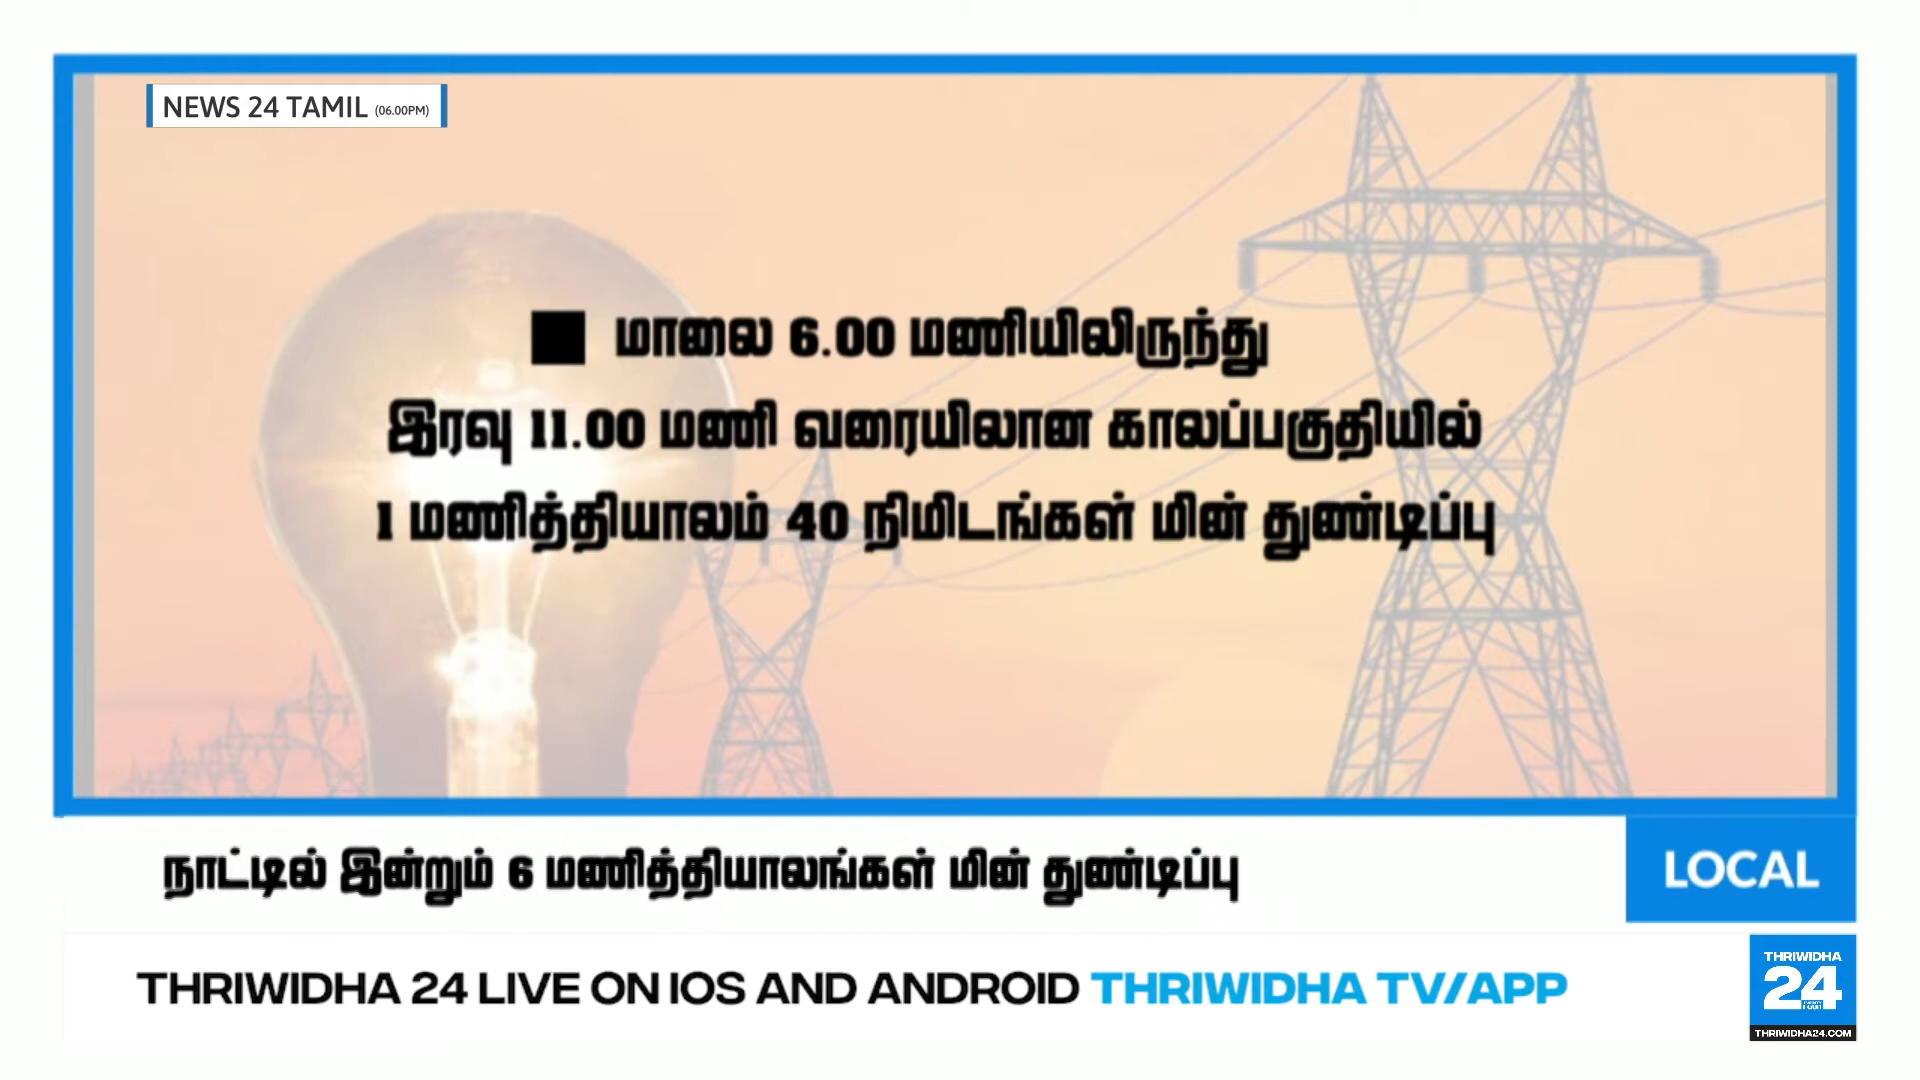 NEWS 24 TAMIL (06.00PM)
■ மாலை 6.00 மணியிலிருந்து
இரவு 11.00 மணி வரையிலான காலப்பகுதியில்
1 மணித்தியாலம் 40 நிமிடங்கள் மின் துண்டிப்பு
நாட்டில் இன்றும் 6 மணித்தியாலங்கள் மின் துண்டிப்பு
LOCAL
THRIWIDHA 24 LIVE ON IOS AND ANDROID THRIWIDHA TV/APP
THRIWIDHA
24
TWENTY FOUR
THRIWIDHA24.COM